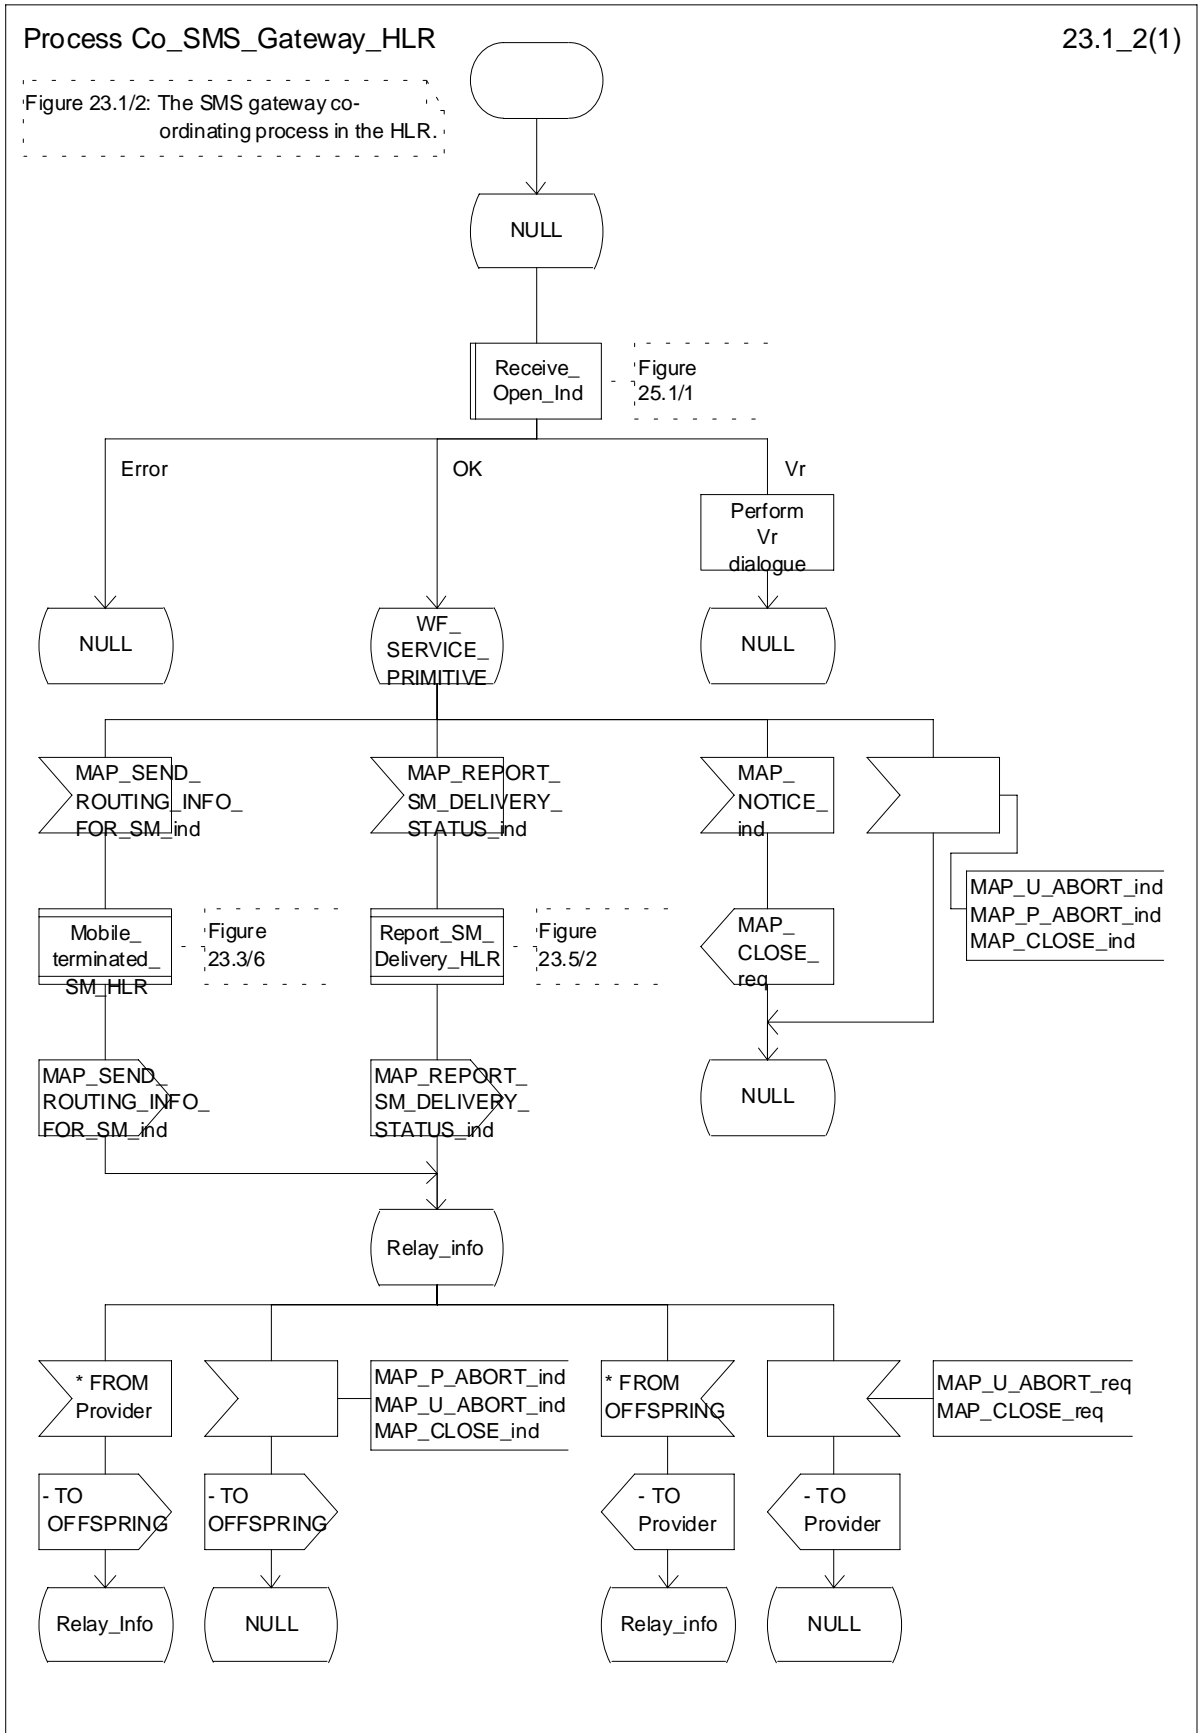 Process Co_SMS_Gateway_HLR
23.1_2(1)
Figure 23.1/2: The SMS gateway co-
ordinating process in the HLR.
NULL
Receive_
Open_Ind
Figure
25.1/1
Error
OK
Vr
Perform
Vr
dialogue
NULL
WF_
SERVICE_
PRIMITIVE
NULL
MAP_SEND_
ROUTING_INFO_
FOR_SM_ind
MAP_REPORT_
SM_DELIVERY_
STATUS_ind
MAP_
NOTICE_
ind
MAP_U_ABORT_ind
MAP_P_ABORT_ind
MAP_CLOSE_ind
Mobile_
terminated_
SM_HLR
Figure
23.3/6
Report_SM_
Delivery_HLR
Figure
23.5/2
MAP_
CLOSE_
req
MAP_SEND_
ROUTING_INFO_
FOR_SM_ind
MAP_REPORT_
SM_DELIVERY_
STATUS_ind
NULL
Relay_info
* FROM
Provider
MAP_P_ABORT_ind
MAP_U_ABORT_ind
MAP_CLOSE_ind
* FROM
OFFSPRING
MAP_U_ABORT_req
MAP_CLOSE_req
- TO
OFFSPRING
- TO
OFFSPRING
- TO
Provider
- TO
Provider
Relay_Info
NULL
Relay_info
NULL